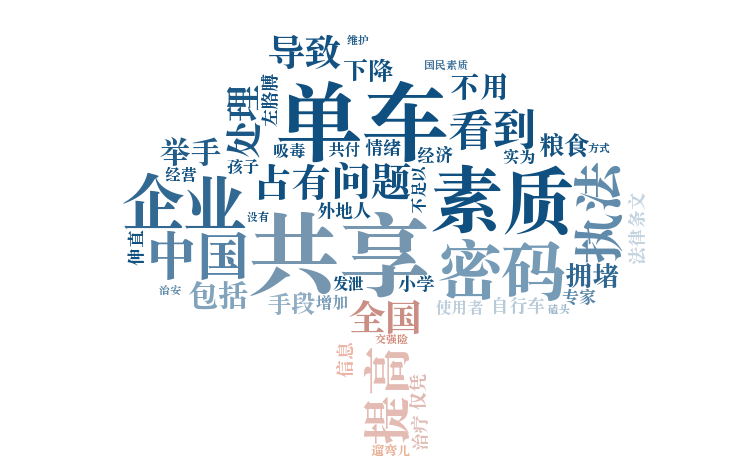 导致
维护
下降
国民素质
不用
处理
左胳膊
单车
看到
举手
吸毒
共付
情绪
经济
实为
粮食
方式
经营
孩子
占有
问题
不足以
素质
执法
企业
没有
外地人
共享
法律条文
伸直
中国
密码
拥堵
治安
包括
发泄
小学
专家
手段
增加
使用者
自行车
磕头
全国
交强险
信息
提高
仅凭
治疗
遛弯儿